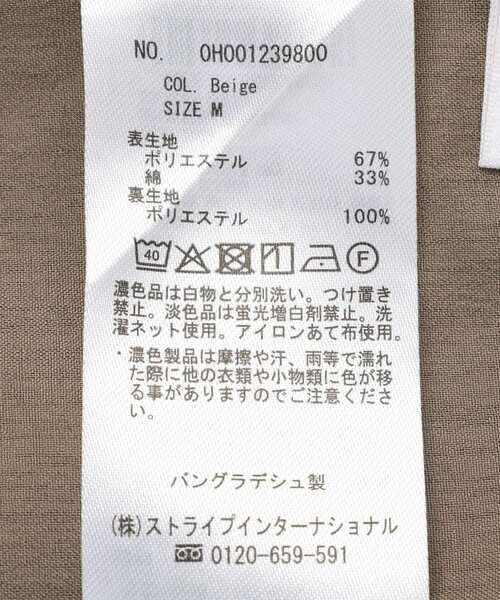 NO. 0H001239800
COL. Beige
SIZE M
表生地
ポリエステル 67%
綿 33%
裏生地
ポリエステル 100%
40 F
濃色品は白物と分別洗い。つけ置き
禁止。淡色品は蛍光増白剤禁止。洗
濯ネット使用。アイロンあて布使用。
・濃色製品は摩擦や汗、雨等で濡れ
た際に他の衣類や小物類に色が移
る事がありますのでご注意くださ
い。
バングラデシュ製
(株)ストライプインターナショナル
0120-659-591